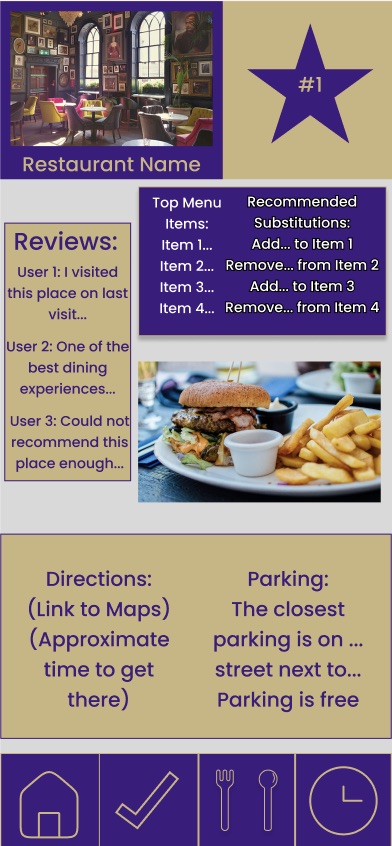 #1
Restaurant Name
Top Menu
Items:
Item 1...
Item 2...
Item 3...
Item 4...
Recommended
Substitutions:
Add... to Item 1
Remove... from Item 2
Add... to Item 3
Remove... from Item 4
Reviews:
User 1: I visited
this place on last
visit...
User 2: One of the
best dining
experiences...
User 3: Could not
recommend this
place enough...
Directions:
(Link to Maps)
(Approximate
time to get
there)
Parking:
The closest
parking is on ...
street next to...
Parking is free